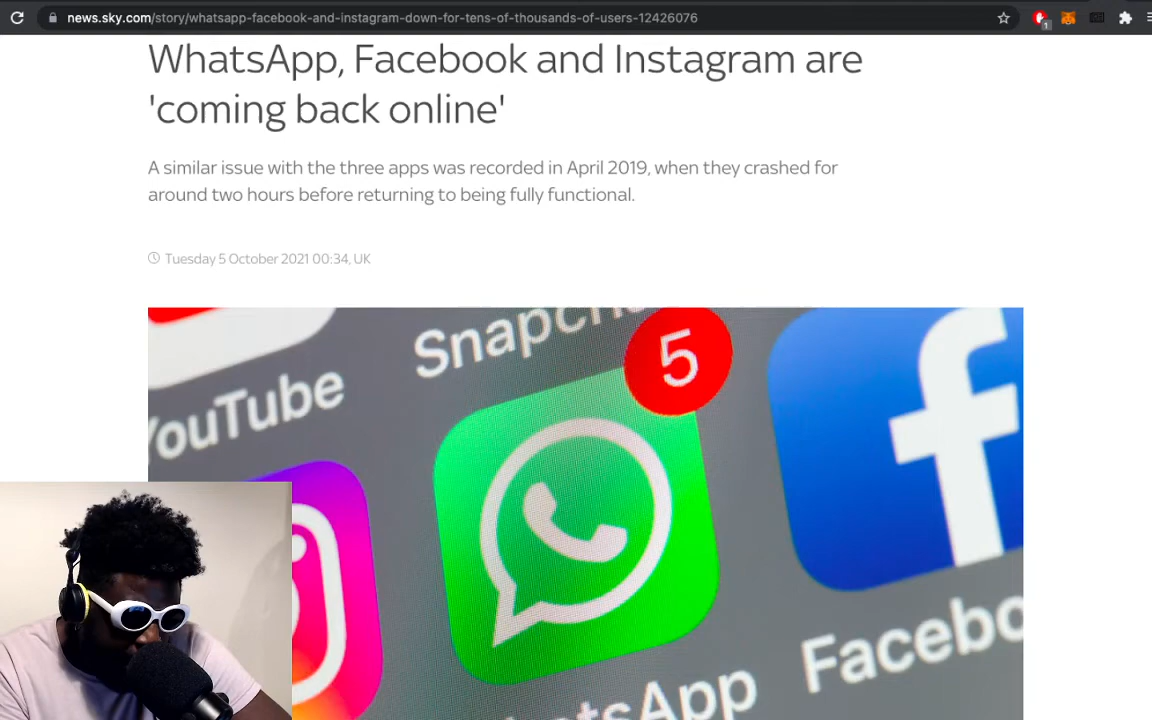 news.sky.com/story/whatsapp-facebook-and-instagram-down-for-tens-of-thousands-of-users-12426076
1
WhatsApp, Facebook and Instagram are
'coming back online'
A similar issue with the three apps was recorded in April 2019, when they crashed for
around two hours before returning to being fully functional.
Tuesday 5 October 2021 00:34, UK
Snapch
5
YouTube
f
Facebo
hatsApp